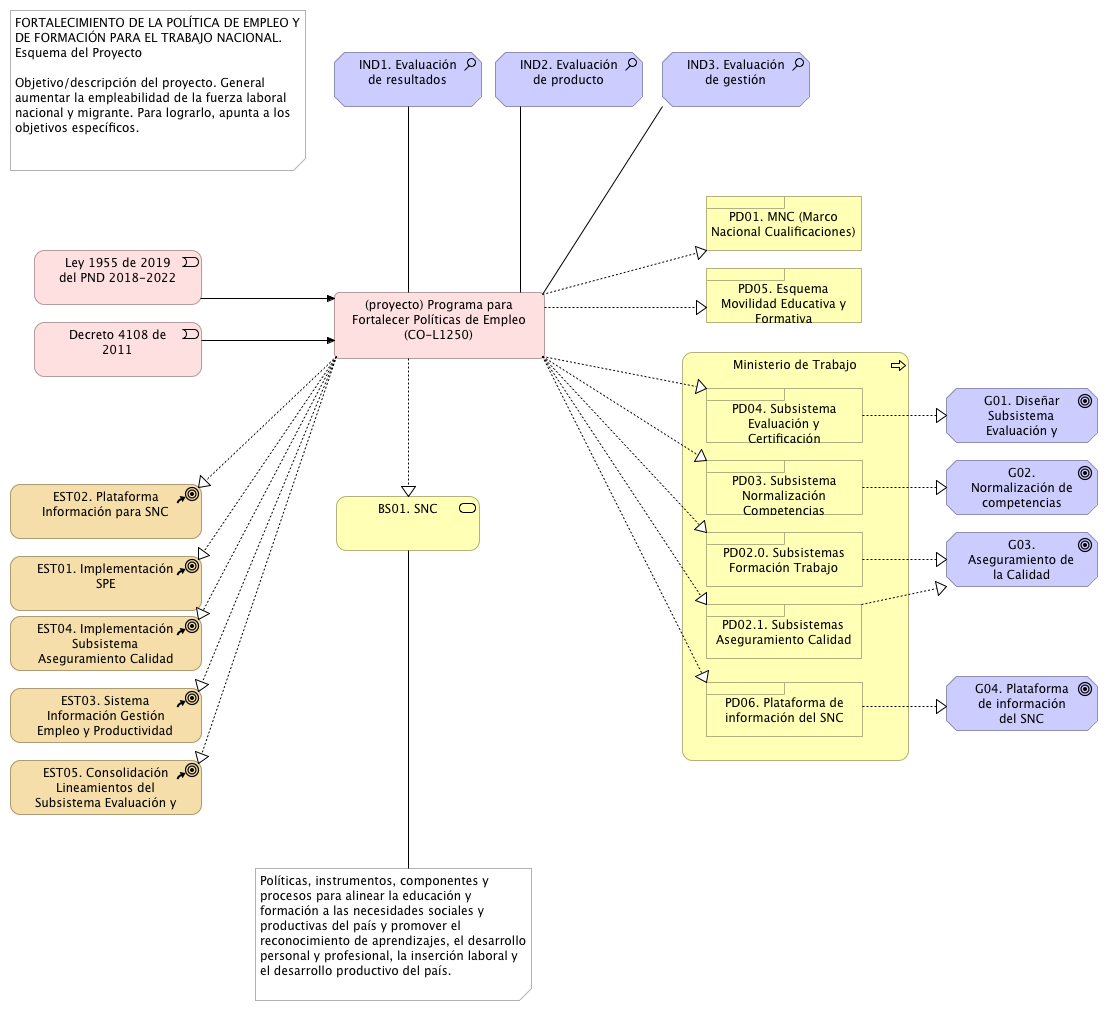 FORTALECIMIENTO DE LA POLÍTICA DE EMPLEO Y
DE FORMACIÓN PARA EL TRABAJO NACIONAL.
Esquema del Proyecto
Objetivo/descripción del proyecto. General
aumentar la empleabilidad de la fuerza laboral
nacional y migrante. Para lograrlo, apunta a los
objetivos específicos.
IND1. Evaluación
de resultados
IND2. Evaluación
de producto
IND3. Evaluación
de gestión
PD01. MNC (Marco
Nacional Cualificaciones)
PD05. Esquema
Movilidad Educativa y
Formativa
Ley 1955 de 2019
del PND 2018-2022
Decreto 4108 de
2011
(proyecto) Programa para
Fortalecer Políticas de Empleo
(CO-L1250)
Ministerio de Trabajo
PD04. Subsistema
Evaluación y
Certificación
PD03. Subsistema
Normalización
Competencias
PD02.0. Subsistemas
Formación Trabajo
PD02.1. Subsistemas
Aseguramiento Calidad
PD06. Plataforma de
información del SNC
G01. Diseñar
Subsistema
Evaluación y
G02.
Normalización de
competencias
G03.
Aseguramiento de
la Calidad
G04. Plataforma
de información
del SNC
EST02. Plataforma
Información para SNC
EST01. Implementación
SPE
EST04. Implementación
Subsistema
Aseguramiento Calidad
EST03. Sistema
Información Gestión
Empleo y Productividad
EST05. Consolidación
Lineamientos del
Subsistema Evaluación y
BS01. SNC
Políticas, instrumentos, componentes y
procesos para alinear la educación y
formación a las necesidades sociales y
productivas del país y promover el
reconocimiento de aprendizajes, el desarrollo
personal y profesional, la inserción laboral y
el desarrollo productivo del país.